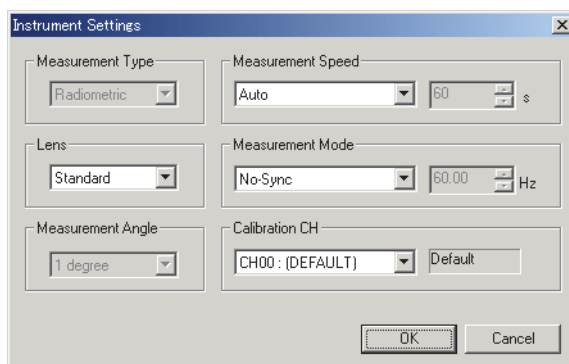 Instrument Settings
Measurement Type
Radiometric
Measurement Speed
Auto
60 s
Lens
Standard
Measurement Mode
No-Sync
60.00 Hz
Measurement Angle
1 degree
Calibration CH
CH00 : (DEFAULT)
Default
OK
Cancel